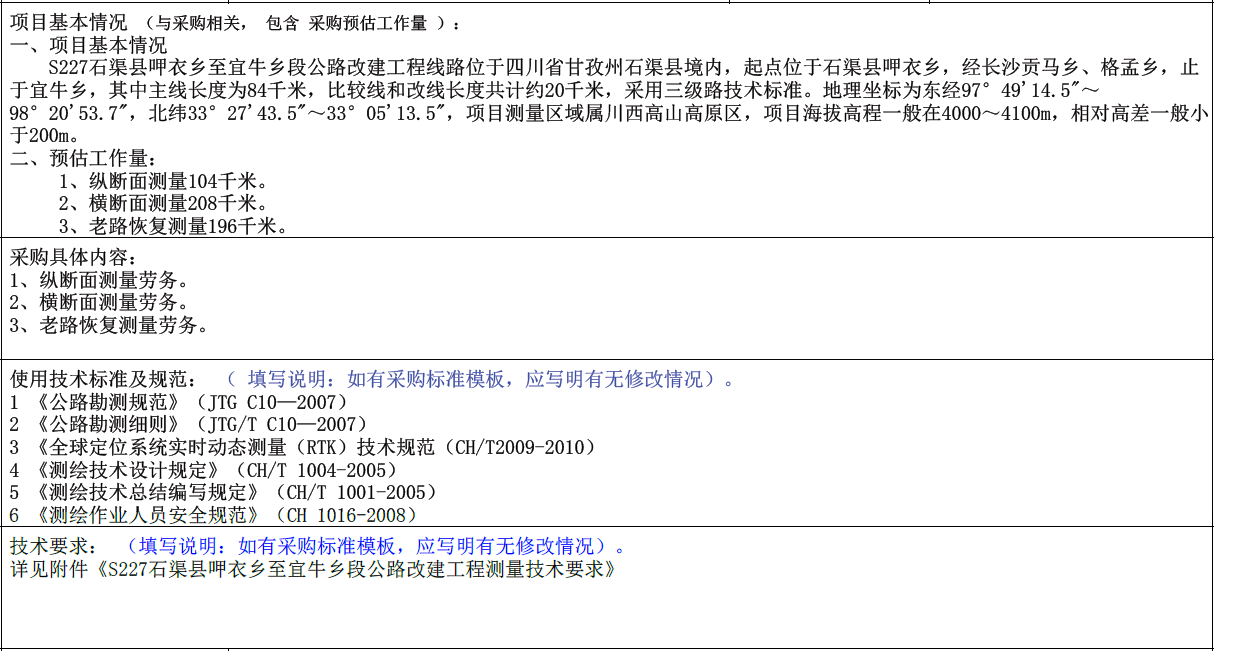 项目基本情况 （与采购相关， 包含 采购预估工作量 ）：
一、项目基本情况
S227石渠县呷衣乡至宜牛乡段公路改建工程线路位于四川省甘孜州石渠县境内，起点位于石渠县呷衣乡，经长沙贡马乡、格孟乡，止
于宜牛乡，其中主线长度为84千米，比较线和改线长度共计约20千米，采用三级路技术标准。地理坐标为东经97°49'14.5″～
98°20'53.7″，北纬33°27'43.5″～33°05'13.5″，项目测量区域属川西高山高原区，项目海拔高程一般在4000～4100m，相对高差一般小
于200m。
二、预估工作量：
1、纵断面测量104千米。
2、横断面测量208千米。
3、老路恢复测量196千米。
采购具体内容：
1、纵断面测量劳务。
2、横断面测量劳务。
3、老路恢复测量劳务。
使用技术标准及规范： （ 填写说明：如有采购标准模板，应写明有无修改情况）。
1 《公路勘测规范》（JTG C10—2007）
2 《公路勘测细则》（JTG/T C10—2007）
3 《全球定位系统实时动态测量（RTK）技术规范（CH/T2009-2010）
4 《测绘技术设计规定》（CH/T 1004-2005）
5 《测绘技术总结编写规定》（CH/T 1001-2005）
6 《测绘作业人员安全规范》（CH 1016-2008）
技术要求： （填写说明：如有采购标准模板，应写明有无修改情况）。
详见附件《S227石渠县呷衣乡至宜牛乡段公路改建工程测量技术要求》